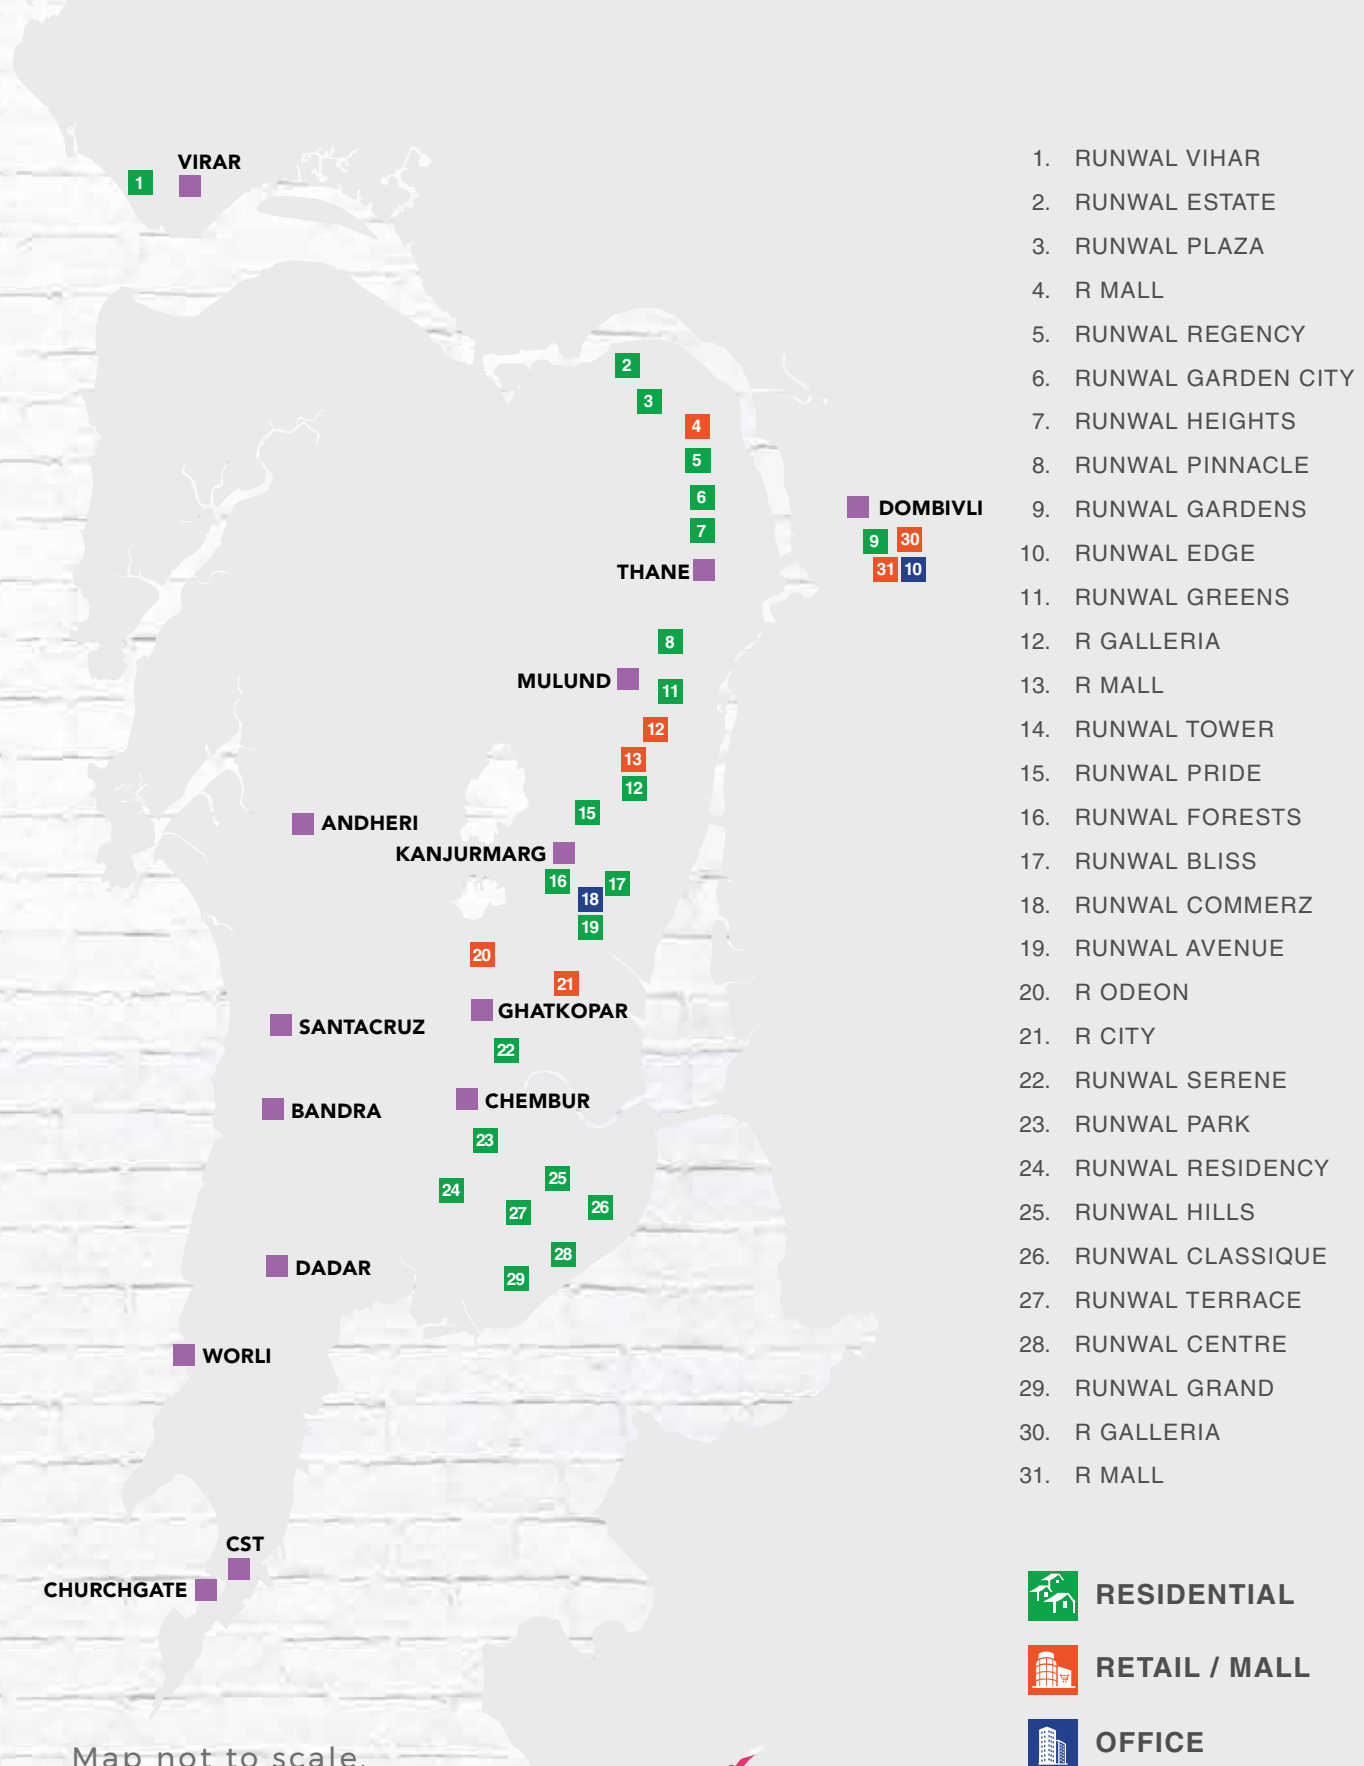 VIRAR
1
2
3
4
5
6
7
DOMBIVLI
9 30
31 10
THANE
8
MULUND
11
12
13
12
15
ANDHERI
KANJURMARG
16 17
18
19
20
21
GHATKOPAR
SANTACRUZ
22
CHEMBUR
BANDRA
23
25
24
26
27
28
DADAR
29
WORLI
CST
CHURCHGATE
Map not to scale.
1. RUNWAL VIHAR
2. RUNWAL ESTATE
3. RUNWAL PLAZA
4. R MALL
5. RUNWAL REGENCY
6. RUNWAL GARDEN CITY
7. RUNWAL HEIGHTS
8. RUNWAL PINNACLE
9. RUNWAL GARDENS
10. RUNWAL EDGE
11. RUNWAL GREENS
12. R GALLERIA
13. R MALL
14. RUNWAL TOWER
15. RUNWAL PRIDE
16. RUNWAL FORESTS
17. RUNWAL BLISS
18. RUNWAL COMMERZ
19. RUNWAL AVENUE
20. R ODEON
21. R CITY
22. RUNWAL SERENE
23. RUNWAL PARK
24. RUNWAL RESIDENCY
25. RUNWAL HILLS
26. RUNWAL CLASSIQUE
27. RUNWAL TERRACE
28. RUNWAL CENTRE
29. RUNWAL GRAND
30. R GALLERIA
31. R MALL
RESIDENTIAL
RETAIL / MALL
OFFICE